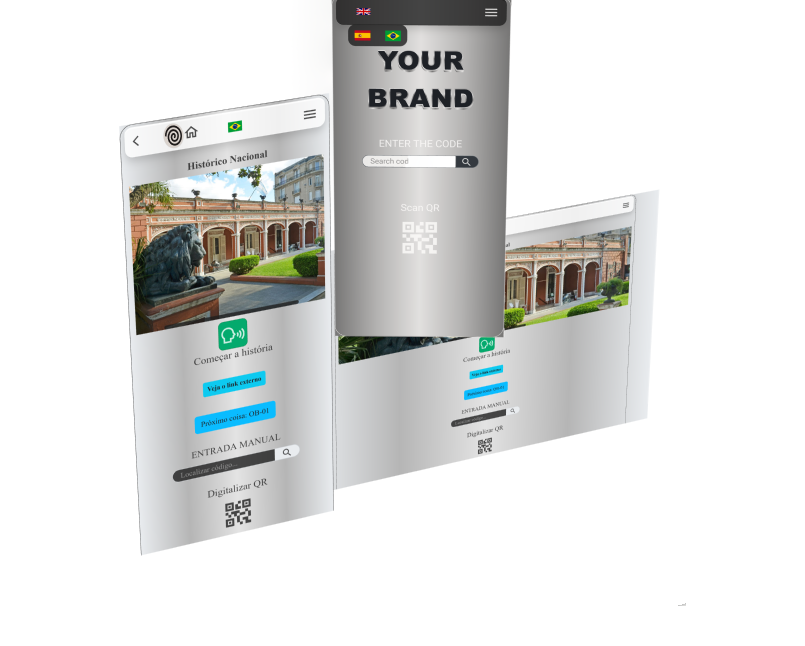 YOUR
BRAND
ENTER THE CODE
Search cod
Scan QR
Histórico Nacional
Começar a história
Veja o link externo
Próximo coisa: OB-01
ENTRADA MANUAL
Localizar código...
Digitalizar QR
Começar a história
Veja o link externo
Próximo coisa: OB-01
ENTRADA MANUAL
Digitalizar QR